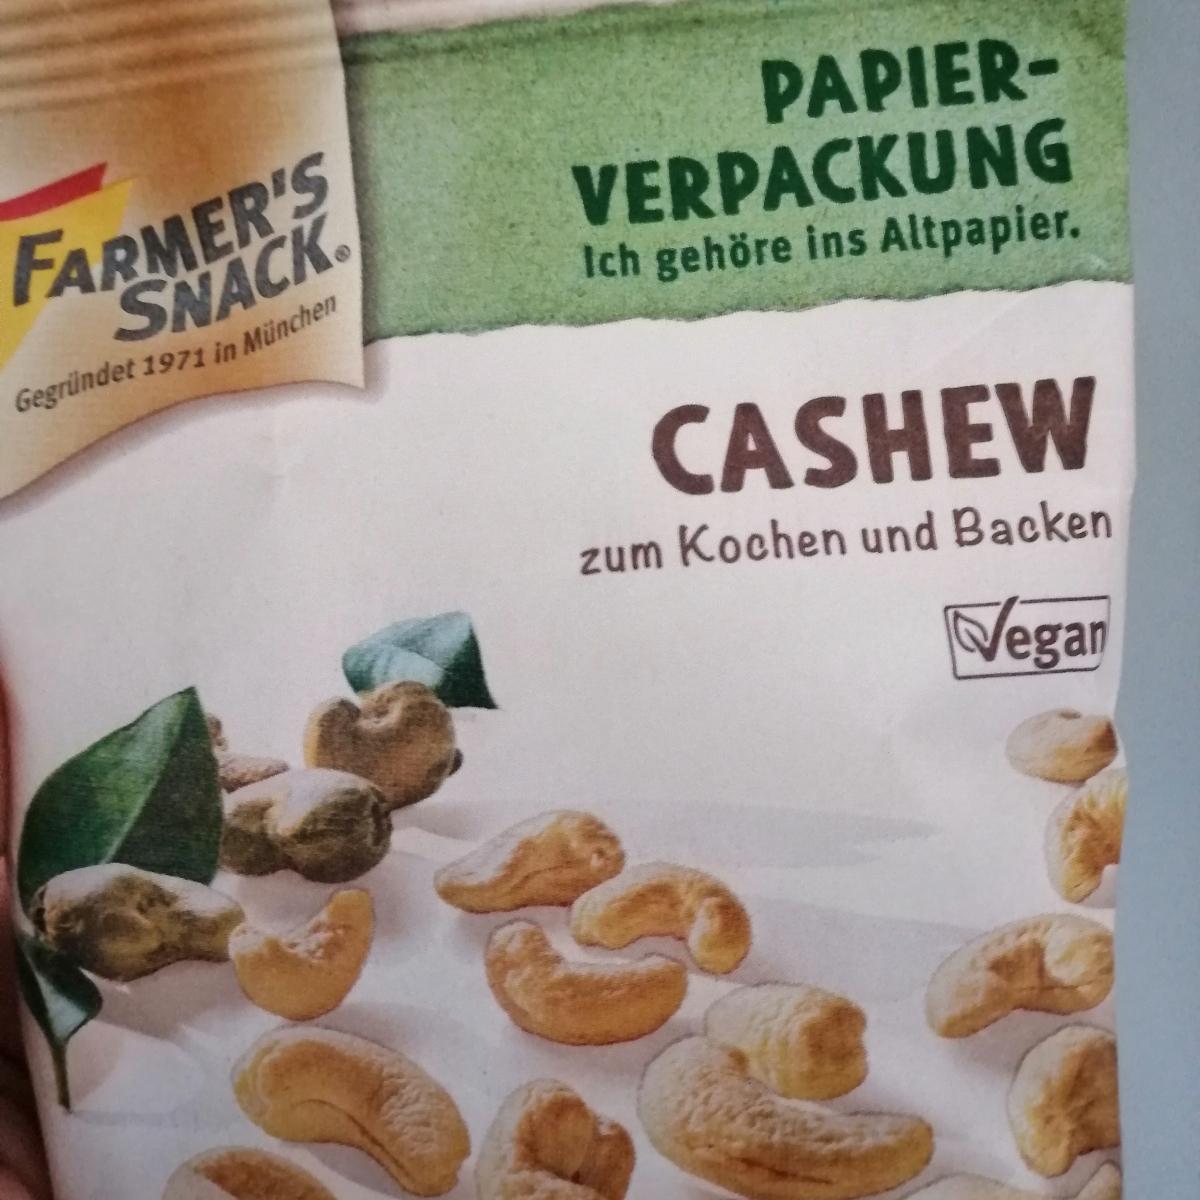 FARMER'S
SNACK®
Gegründet 1971 in München
PAPIER-
VERPACKUNG
Ich gehöre ins Altpapier.
CASHEW
zum Kochen und Backen
Vegan